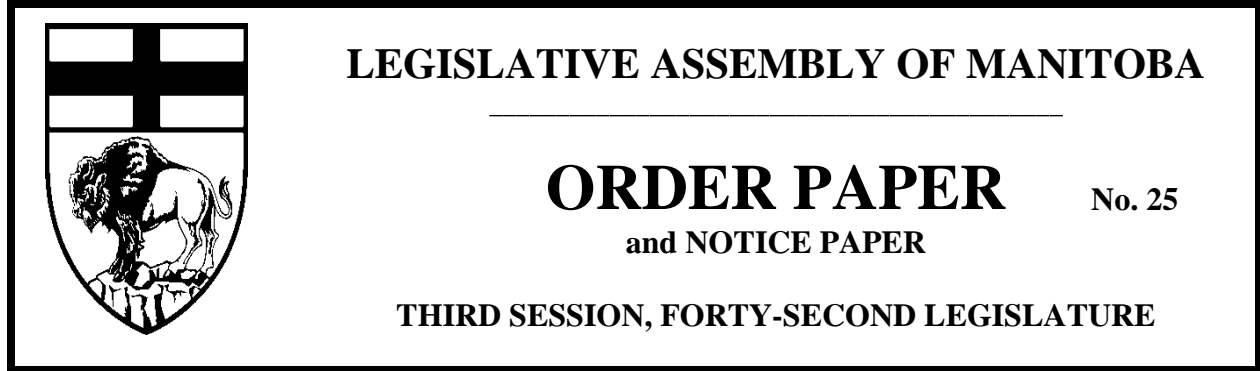 LEGISLATIVE ASSEMBLY OF MANITOBA
ORDER PAPER No. 25
and NOTICE PAPER
THIRD SESSION, FORTY-SECOND LEGISLATURE